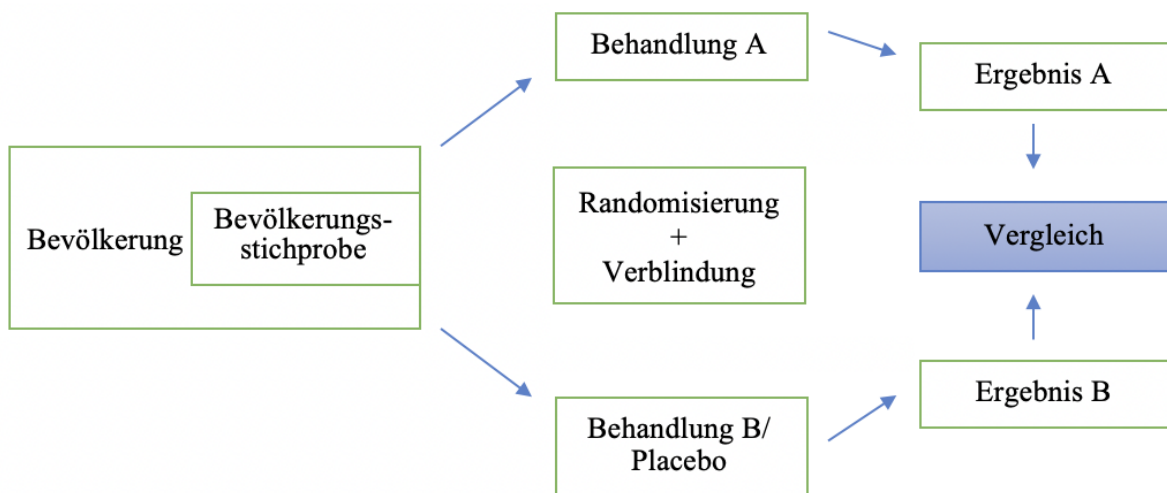 Behandlung A
Ergebnis A
Bevölkerung
Bevölkerungs-
stichprobe
Randomisierung
+
Verblindung
Vergleich
Behandlung B/
Placebo
Ergebnis B